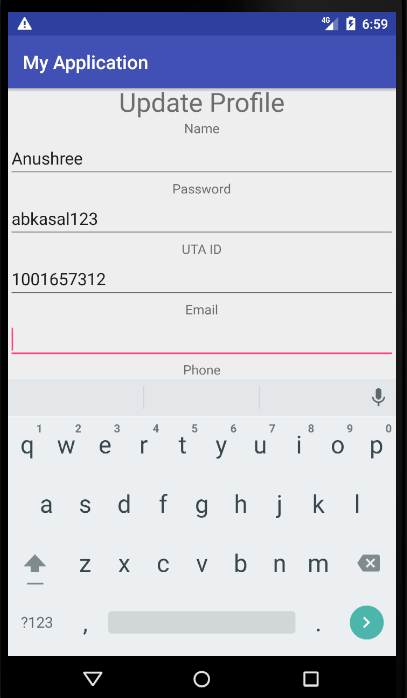 4G 6:59
My Application
Update Profile
Name
Anushree
Password
abkasal123
UTA ID
1001657312
Email
Phone
1 2 3 4 5 6 7 8 9 0
q w e r t y u i o p
a s d f g h j k l
z x c v b n m
?123 , .